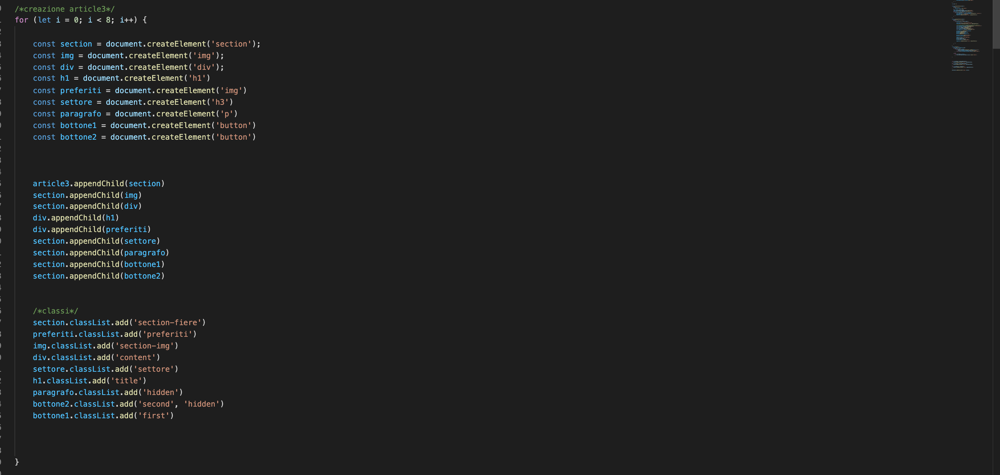 /*creazione article3*/
for (let i = 0; i < 8; i++) {
const section = document.createElement('section');
const img = document.createElement('img');
const div = document.createElement('div');
const h1 = document.createElement('h1')
const preferiti = document.createElement('img')
const settore = document.createElement('h3')
const paragrafo = document.createElement('p')
const bottone1 = document.createElement('button')
const bottone2 = document.createElement('button')
article3.appendChild(section)
section.appendChild(img)
section.appendChild(div)
div.appendChild(h1)
div.appendChild(preferiti)
section.appendChild(settore)
section.appendChild(paragrafo)
section.appendChild(bottone1)
section.appendChild(bottone2)
/*classi*/
section.classList.add('section-fiere')
preferiti.classList.add('preferiti')
img.classList.add('section-img')
div.classList.add('content')
settore.classList.add('settore')
h1.classList.add('title')
paragrafo.classList.add('hidden')
bottone2.classList.add('second', 'hidden')
bottone1.classList.add('first')
}